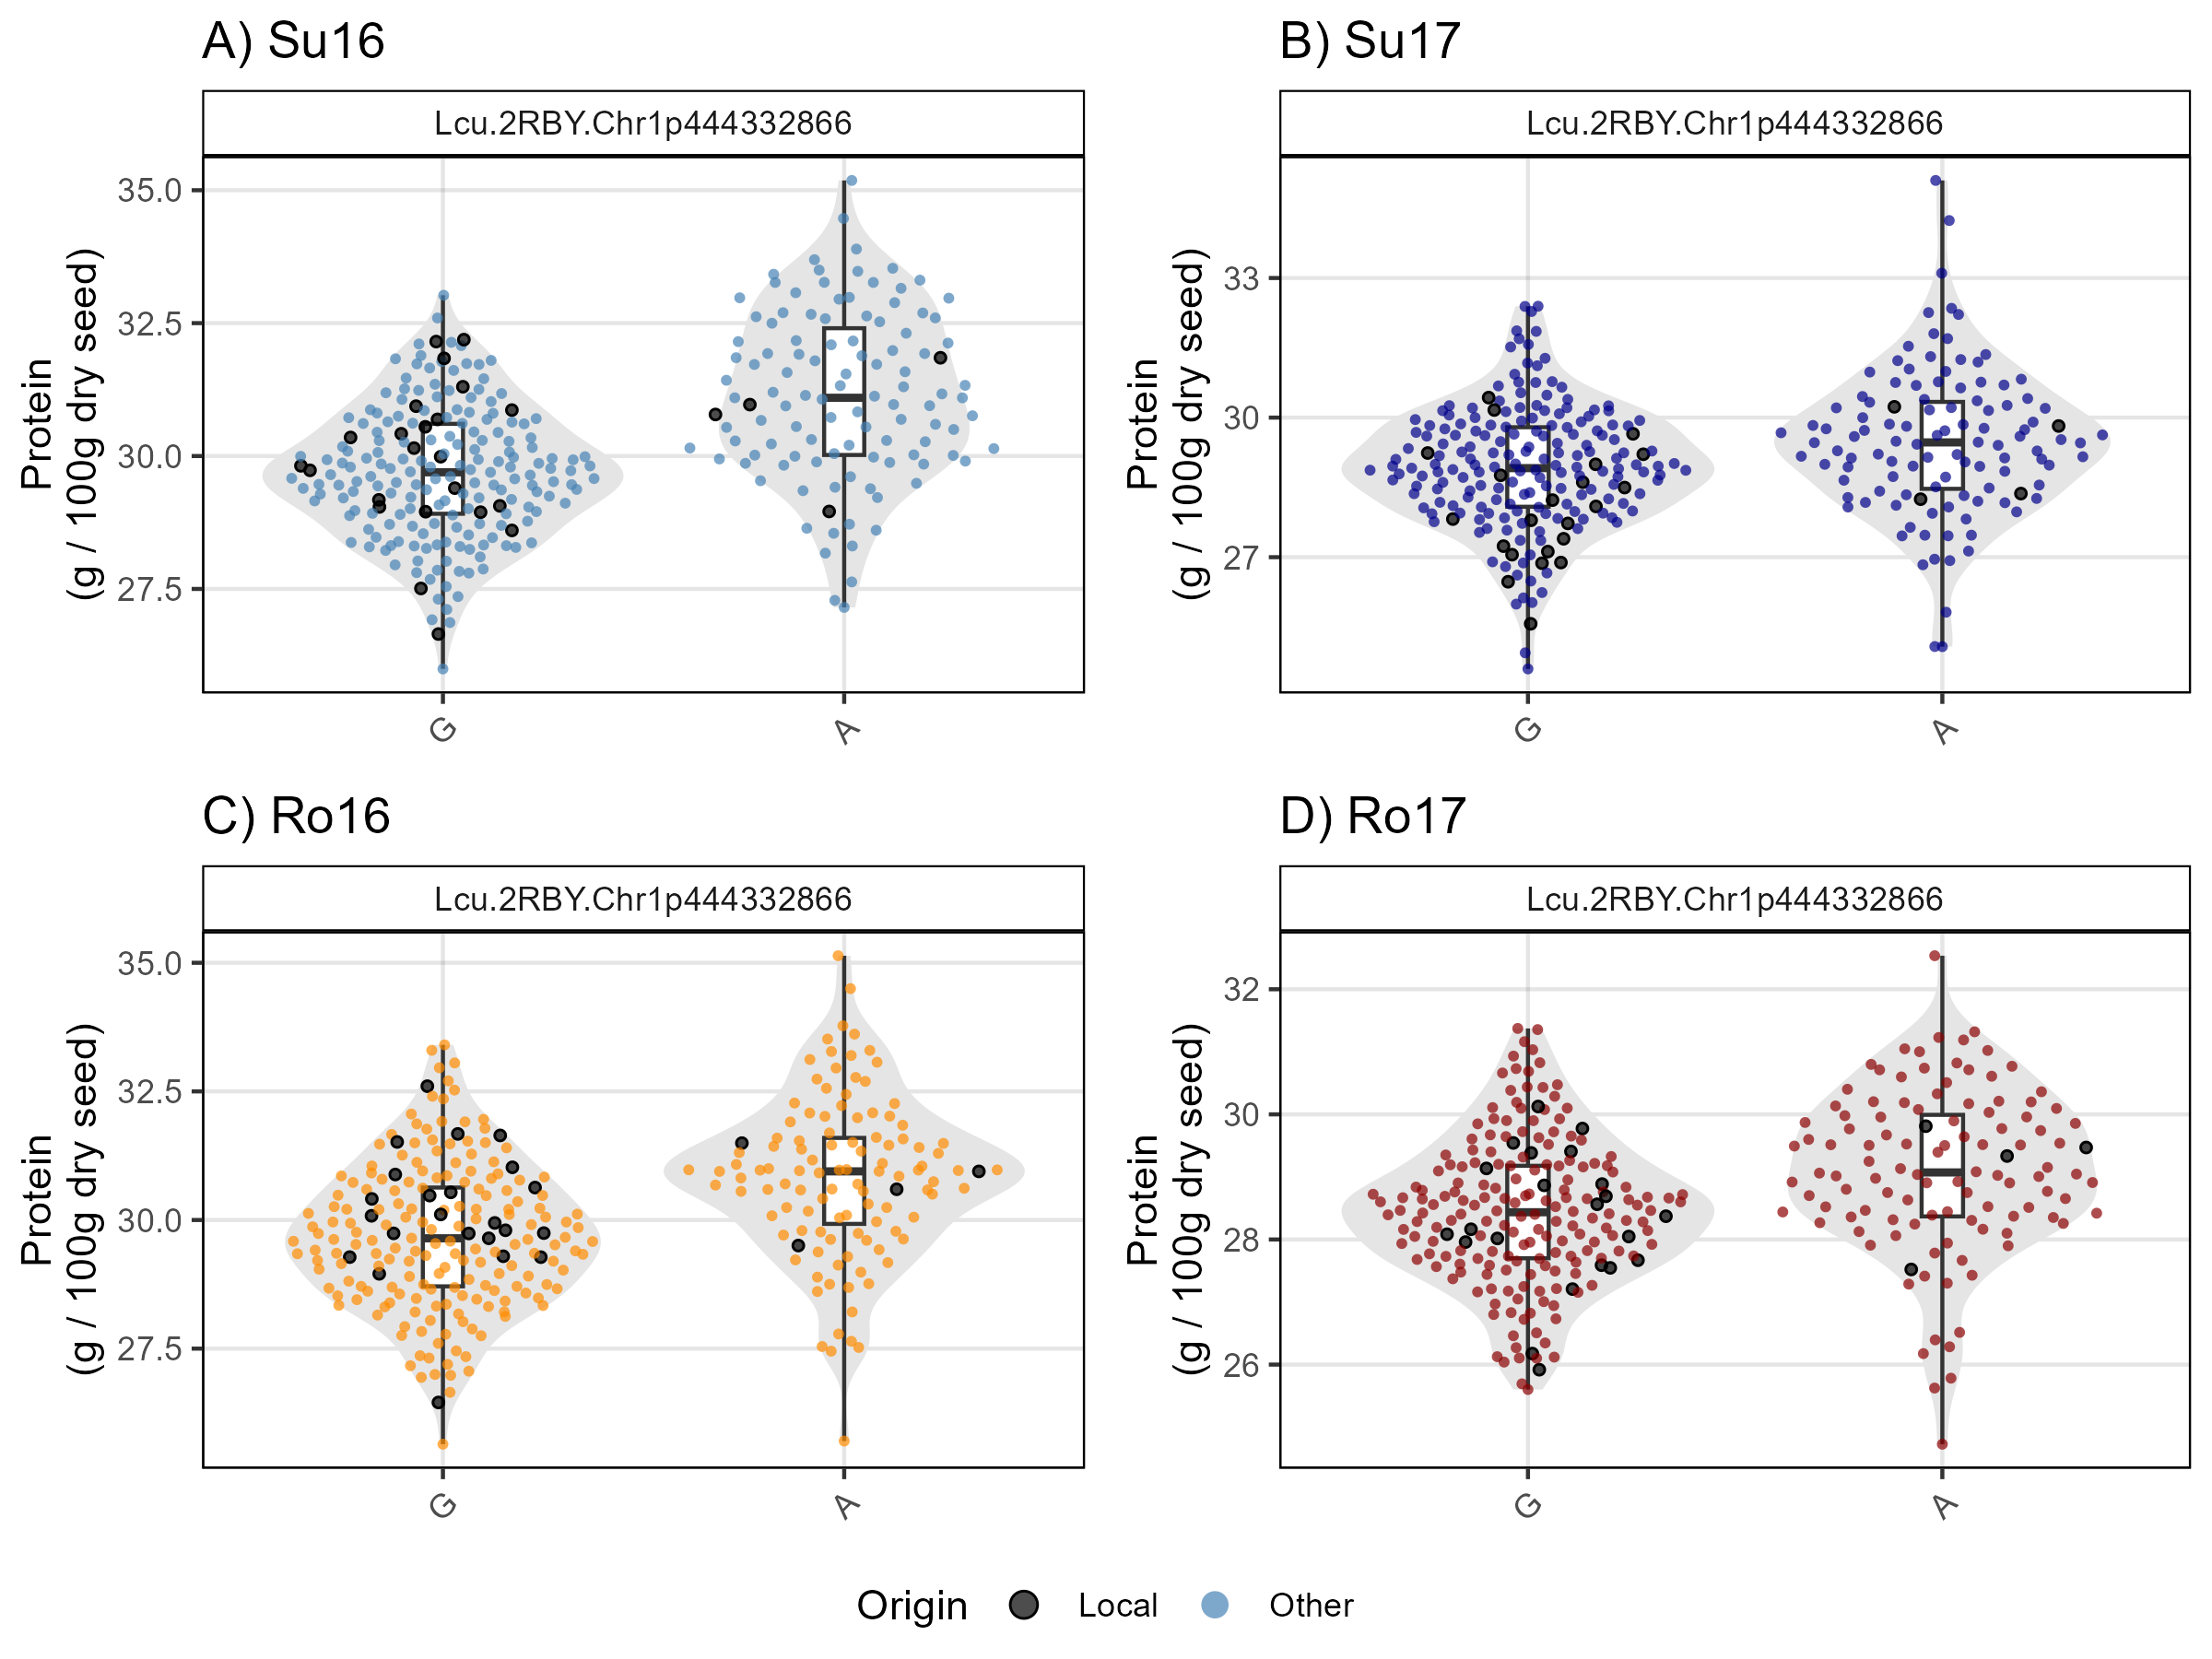 A) Su16
Lcu.2RBY.Chr1p444332866
Protein
(g / 100g dry seed)
35.0
32.5
30.0
27.5
G
A
B) Su17
Lcu.2RBY.Chr1p444332866
Protein
(g / 100g dry seed)
33
30
27
G
A
C) Ro16
Lcu.2RBY.Chr1p444332866
Protein
(g / 100g dry seed)
35.0
32.5
30.0
27.5
G
A
D) Ro17
Lcu.2RBY.Chr1p444332866
Protein
(g / 100g dry seed)
32
30
28
26
G
A
Origin Local Other